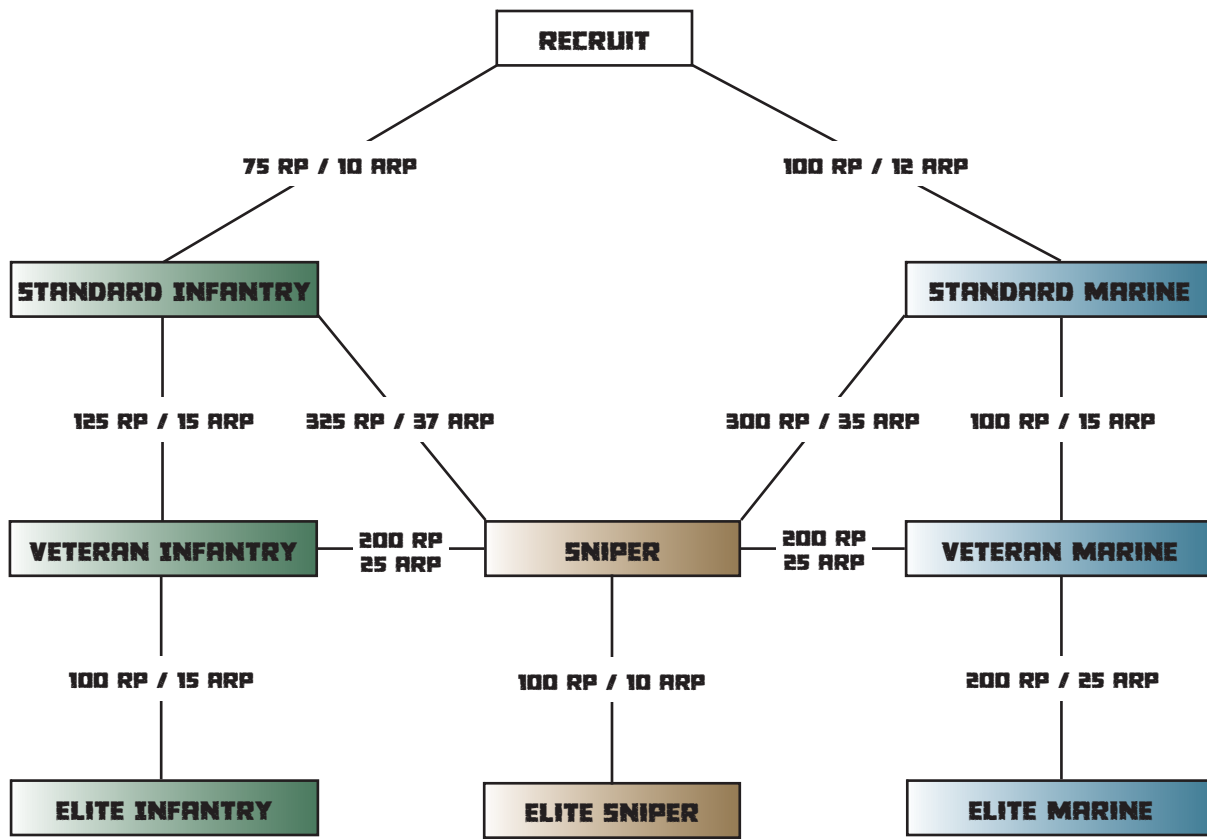 RECRUIT
75 RP / 10 ARP
100 RP / 12 ARP
STANDARD INFANTRY
STANDARD MARINE
125 RP / 15 ARP
325 RP / 37 ARP
300 RP / 35 ARP
100 RP / 15 ARP
VETERAN INFANTRY
200 RP
25 ARP
SNIPER
200 RP
25 ARP
VETERAN MARINE
100 RP / 15 ARP
100 RP / 10 ARP
200 RP / 25 ARP
ELITE INFANTRY
ELITE SNIPER
ELITE MARINE